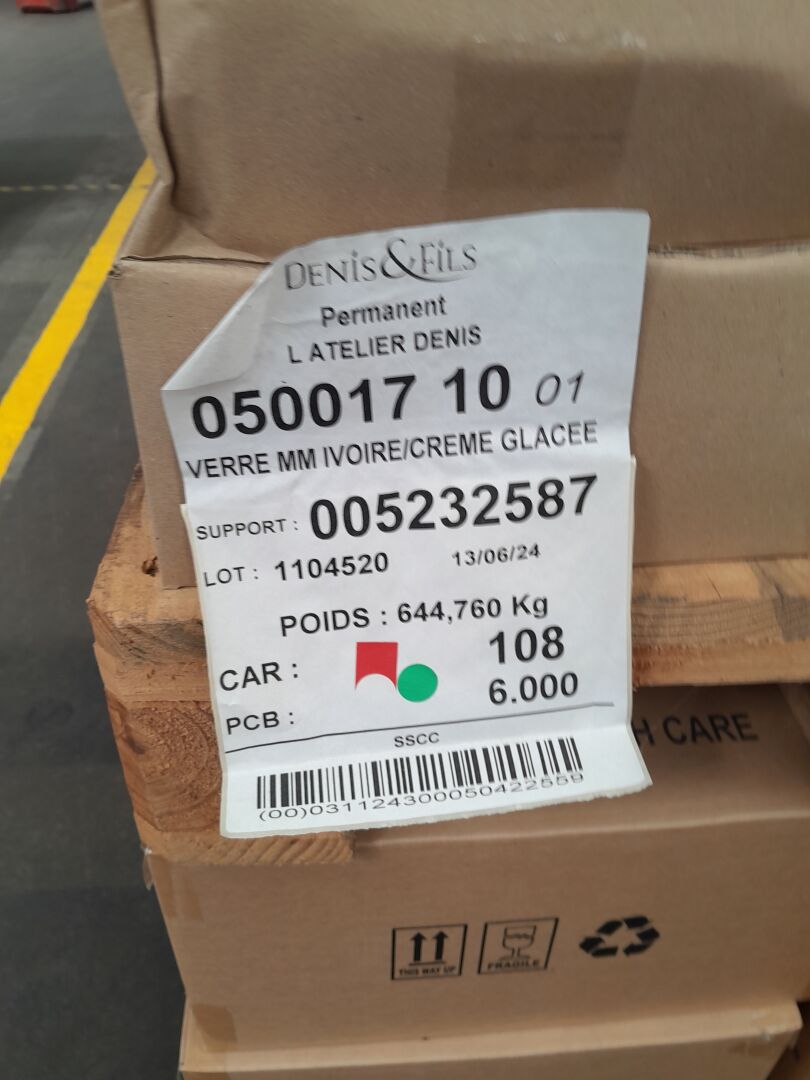 DENIS&FILS
Permanent
L ATELIER DENIS
050017 10 01
VERRE MM IVOIRE/CREME GLACEE
SUPPORT : 005232587
LOT : 1104520 13/06/24
POIDS : 644,760 Kg
CAR : 108
PCB : 6.000
SSCC
(00)031124300050422559
H CARE
THIS WAY UP
FRAGILE